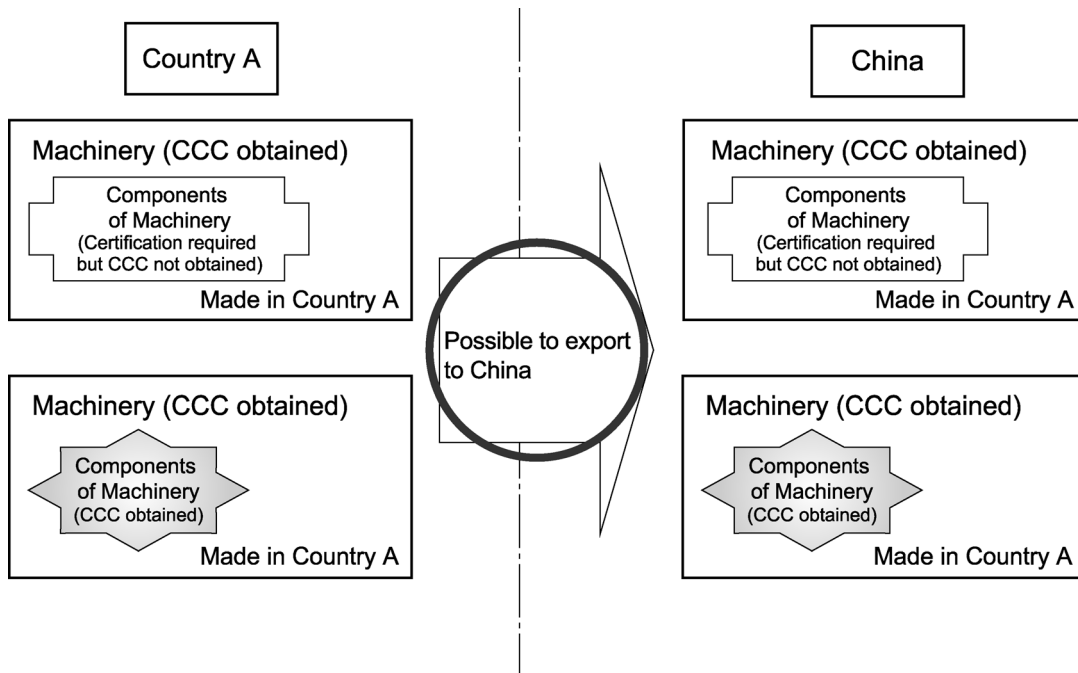 Country A
China
Machinery (CCC obtained)
Components
of Machinery
(Certification required
but CCC not obtained)
Made in Country A
Machinery (CCC obtained)
Components
of Machinery
(CCC obtained)
Made in Country A
Possible to export
to China
Machinery (CCC obtained)
Components
of Machinery
(Certification required
but CCC not obtained)
Made in Country A
Machinery (CCC obtained)
Components
of Machinery
(CCC obtained)
Made in Country A